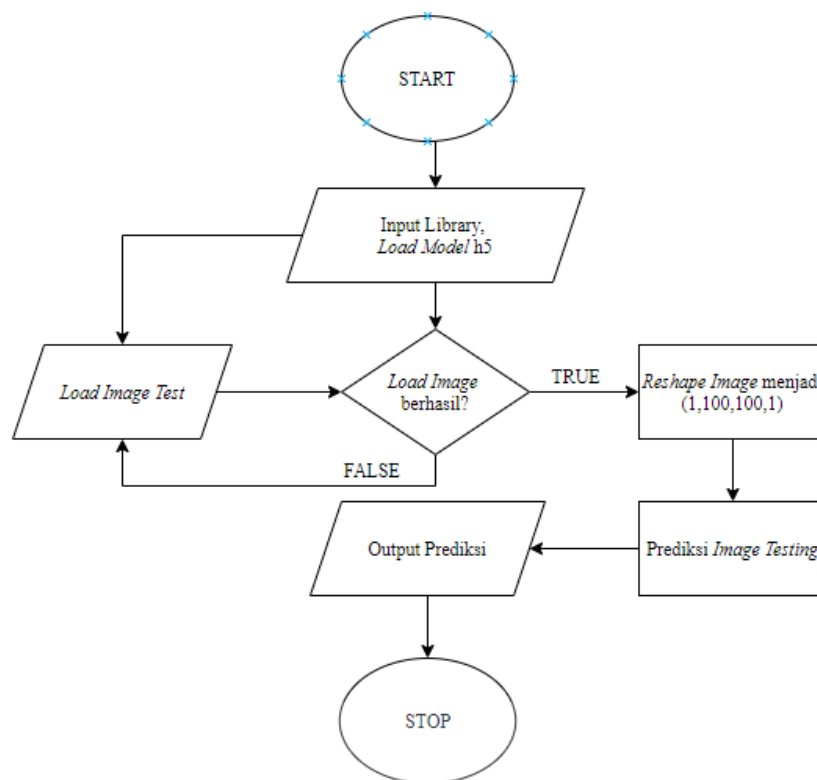 START
Input Library,
Load Model h5
Load Image Test
Load Image
berhasil?
TRUE
Reshape Image menjad
(1,100,100,1)
FALSE
Output Prediksi
Prediksi Image Testing
STOP